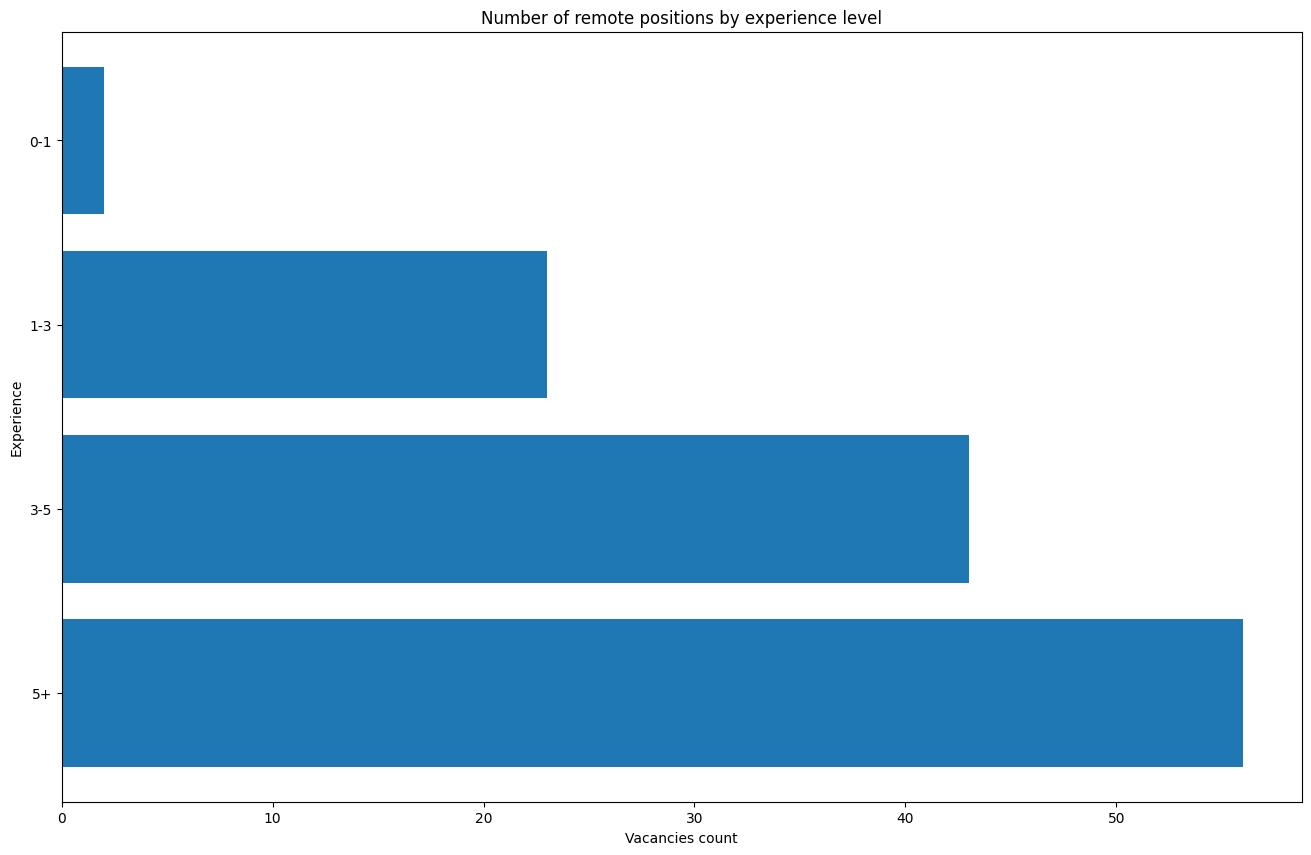 Number of remote positions by experience level
0-1
1-3
3-5
5+
Experience
0 10 20 30 40 50
Vacancies count